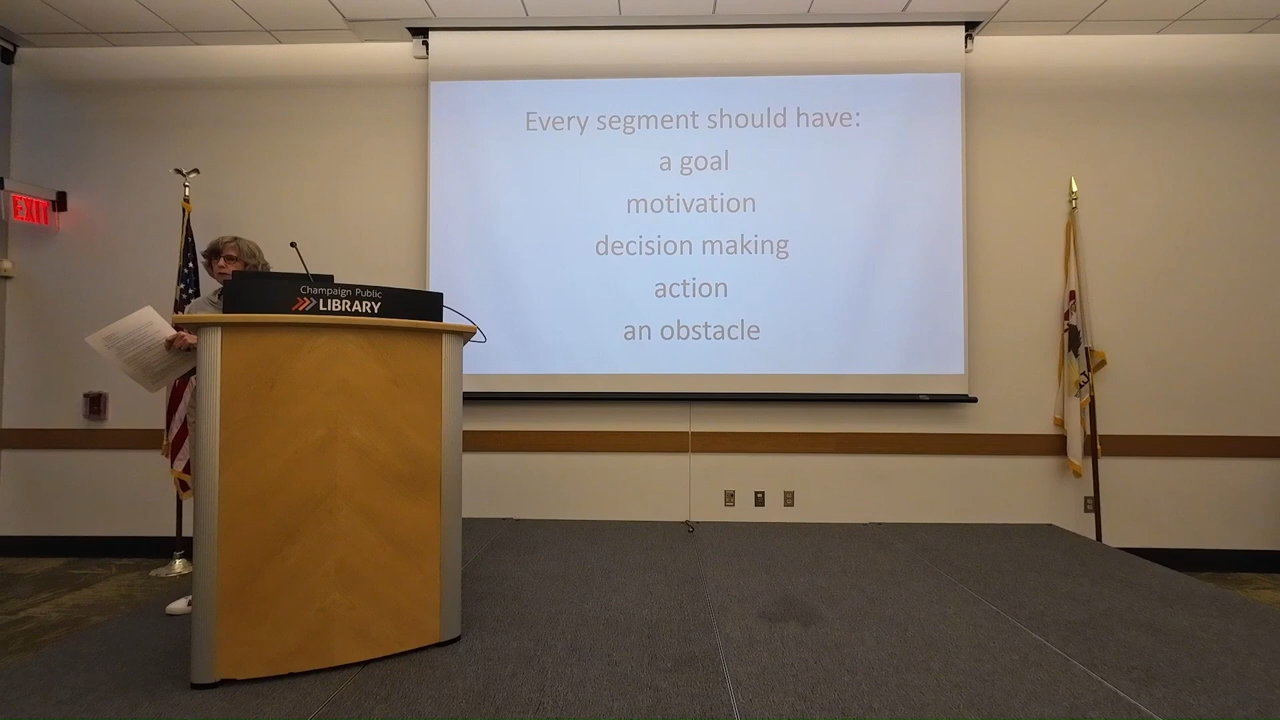 Every segment should have:
a goal
motivation
decision making
action
an obstacle
EXIT
Champaign Public
LIBRARY